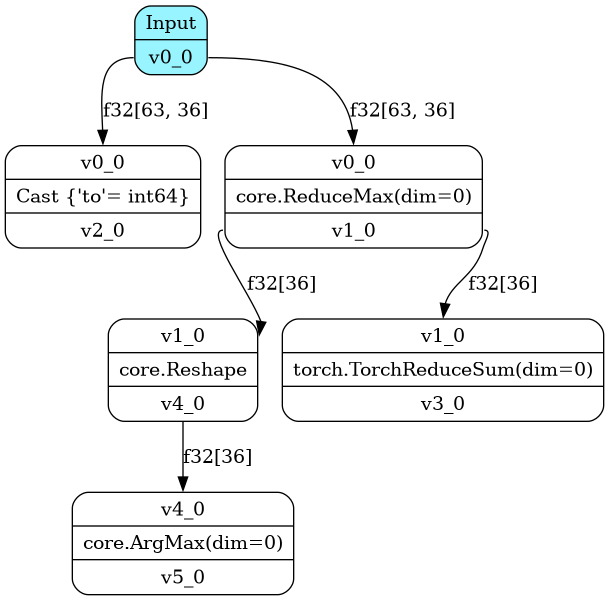 Input
v0_0
f32[63, 36]
f32[63, 36]
v0_0
Cast {'to'= int64}
v2_0
v0_0
core.ReduceMax(dim=0)
v1_0
f32[36]
f32[36]
v1_0
core.Reshape
v4_0
v1_0
torch.TorchReduceSum(dim=0)
v3_0
f32[36]
v4_0
core.ArgMax(dim=0)
v5_0